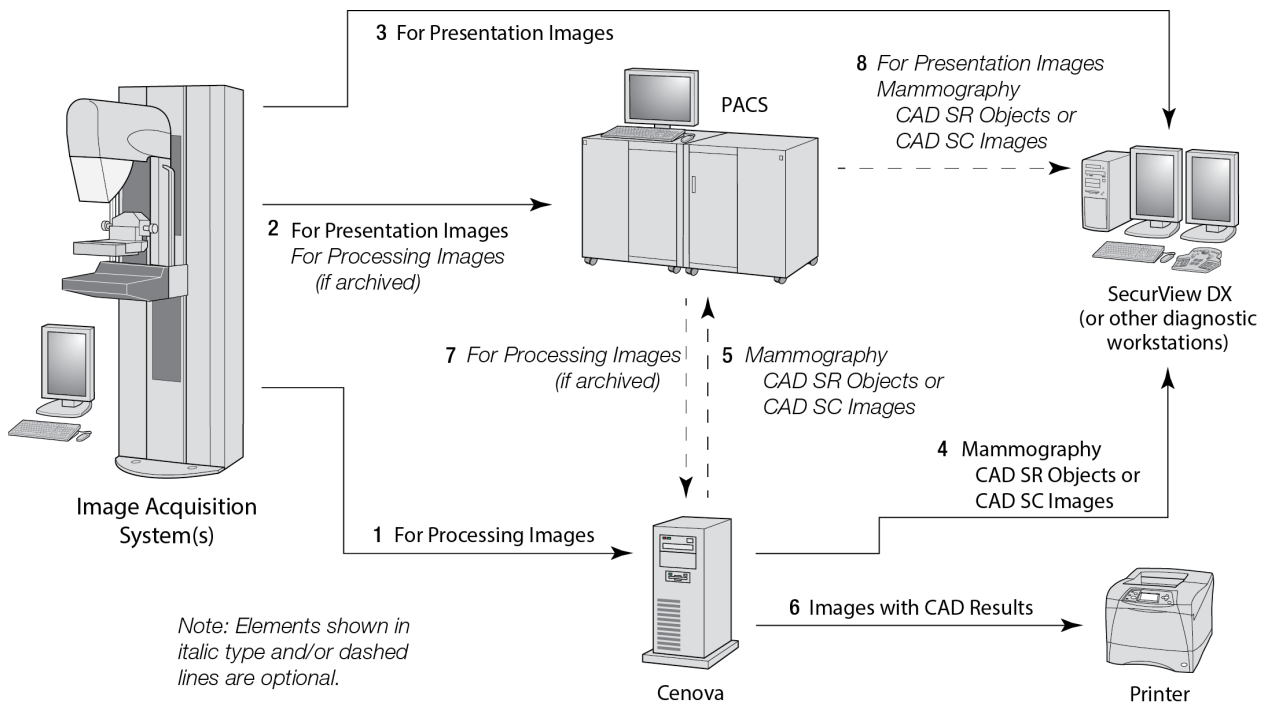 3 For Presentation Images
8 For Presentation Images
Mammography
CAD SR Objects or
CAD SC Images
PACS
2 For Presentation Images
For Processing Images
(if archived)
SecurView DX
(or other diagnostic
workstations)
7 For Processing Images
(if archived)
5 Mammography
CAD SR Objects or
CAD SC Images
4 Mammography
CAD SR Objects or
CAD SC Images
Image Acquisition
System(s)
1 For Processing Images
6 Images with CAD Results
Note: Elements shown in
italic type and/or dashed
lines are optional.
Cenova
Printer